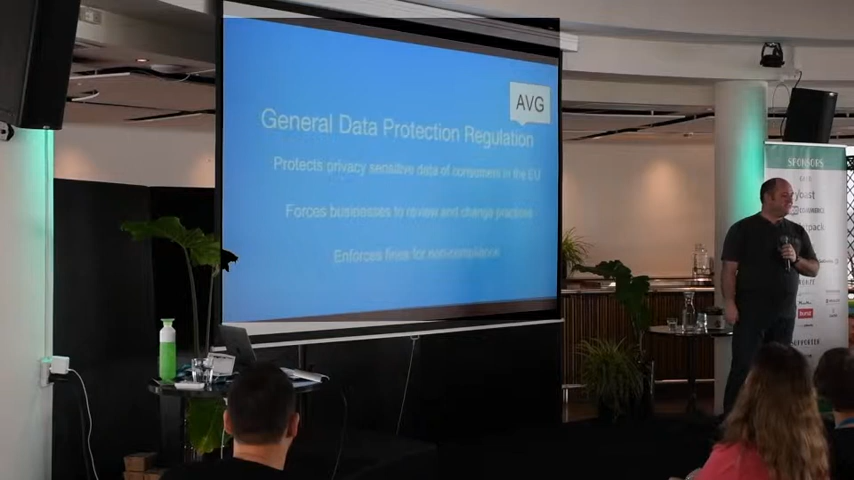 AVG
General Data Protection Regulation
Protects privacy sensitive data of consumers in the EU
Forces businesses to review and change practices
Enforces fines for non-compliance
SPONSORS